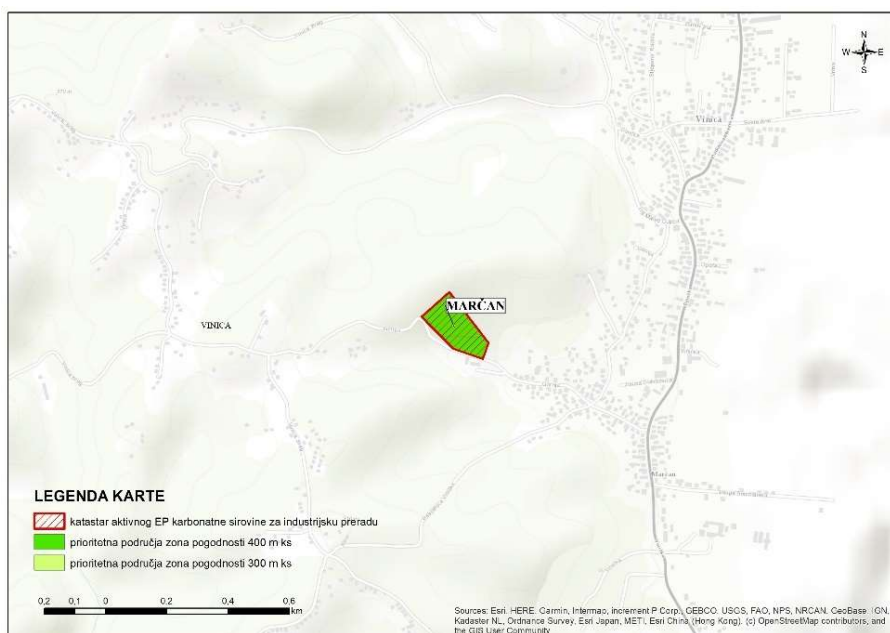 N
W E
S
Vinica
MARČAN
VINICA
Marčan
LEGENDA KARTE
katastar aktivnog EP karbonatne sirovine za industrijsku preradu
prioritetna područja zona pogodnosti 400 m ks
prioritetna područja zona pogodnosti 300 m ks
0,2 0,1 0 0,2 0,4 0,6
km
Sources: Esri, HERE, Garmin, Intermap, increment P Corp., GEBCO, USGS, FAO, NPS, NRCAN, GeoBase, IGN,
Kadaster NL, Ordnance Survey, Esri Japan, METI, Esri China (Hong Kong), (c) OpenStreetMap contributors, and
the GIS User Community